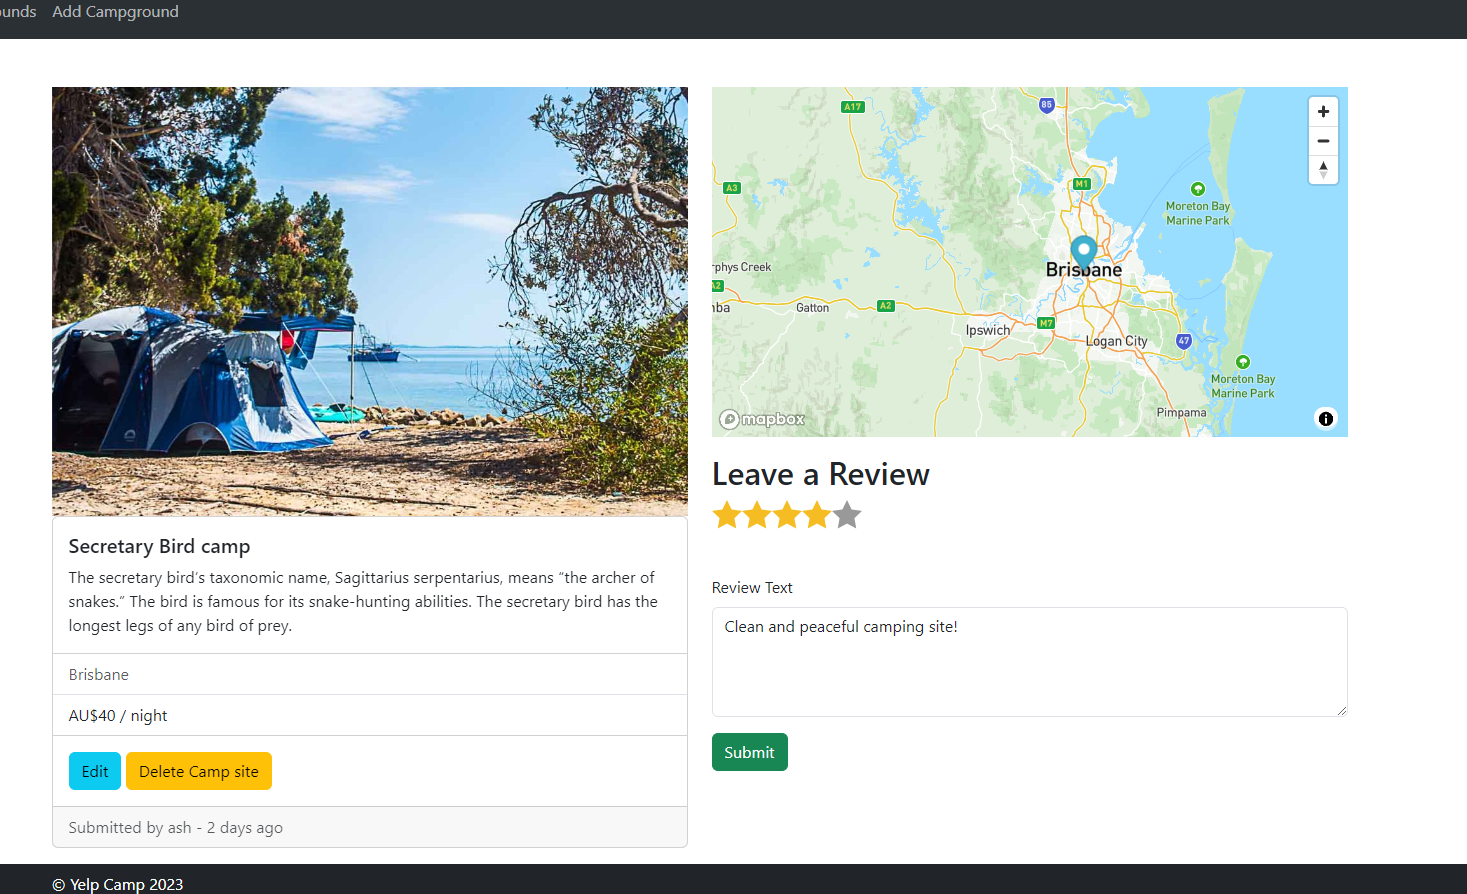 Add Campground
A17
85
A3
M1
Moreton Bay
Marine Park
phys Creek
Brisbane
A2
Gatton
A2
Ipswich
M7
Logan City
47
Moreton Bay
Marine Park
Pimpama
mapbox
Leave a Review
Review Text
Clean and peaceful camping site!
Submit
Secretary Bird camp
The secretary bird’s taxonomic name, Sagittarius serpentarius, means “the archer of
snakes.” The bird is famous for its snake-hunting abilities. The secretary bird has the
longest legs of any bird of prey.
Brisbane
AU$40 / night
Edit Delete Camp site
Submitted by ash - 2 days ago
© Yelp Camp 2023